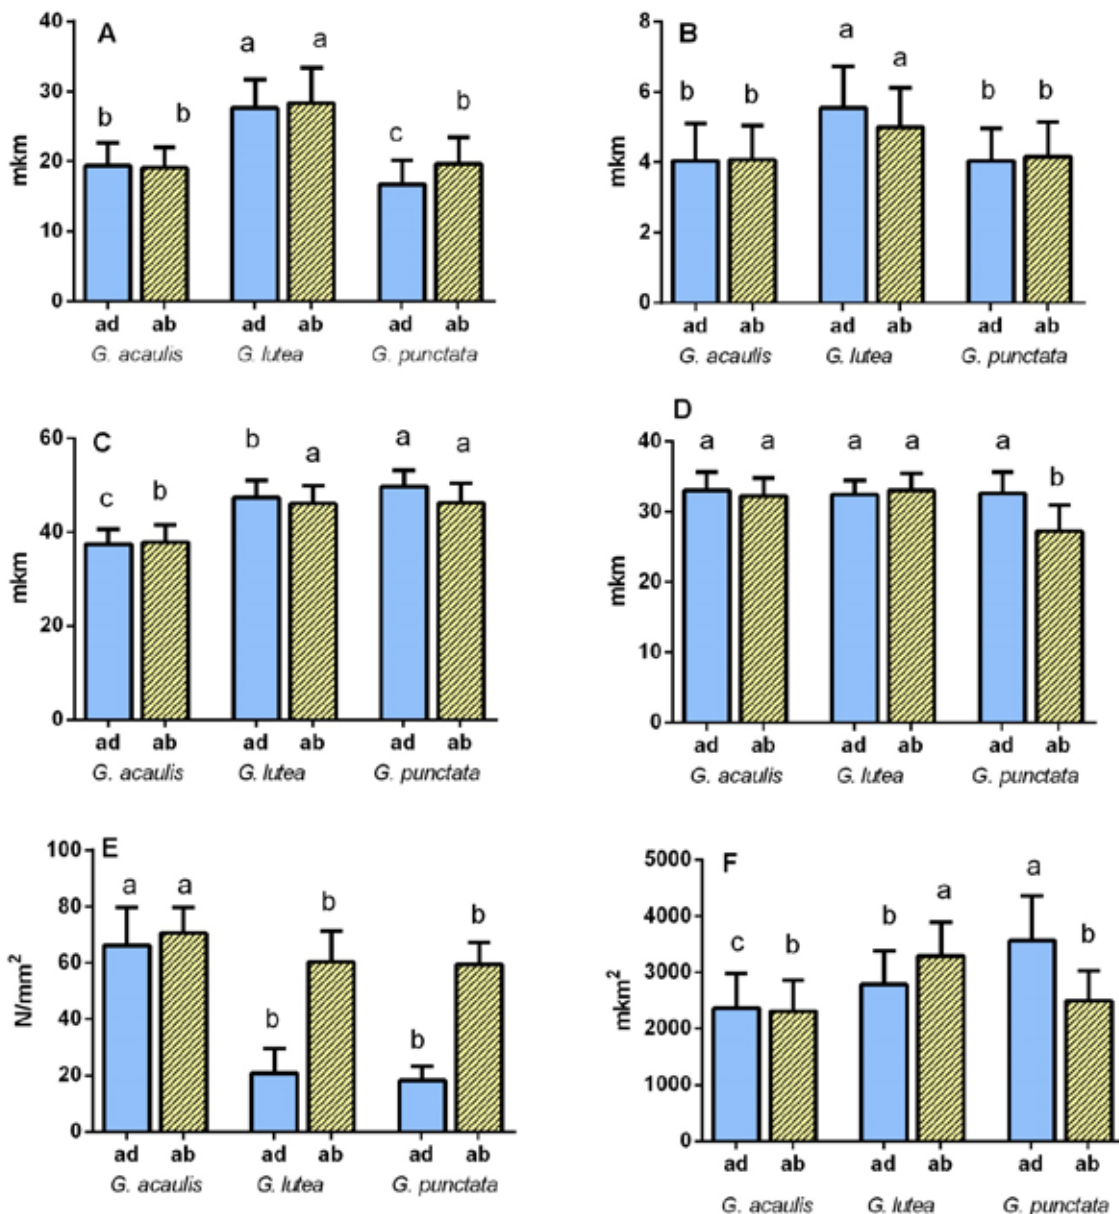 A
40
30
20
10
0
mkm
b b a a c b
ad ab ad ab ad ab
G. acaulis G. lutea G. punctata
B
8
6
4
2
0
mkm
b b a a b b
ad ab ad ab ad ab
G. acaulis G. lutea G. punctata
C
60
40
20
0
mkm
c b b a a a
ad ab ad ab ad ab
G. acaulis G. lutea G. punctata
D
40
30
20
10
0
mkm
a a a a a b
ad ab ad ab ad ab
G. acaulis G. lutea G. punctata
E
100
80
60
40
20
0
N/mm²
a a b b b b
ad ab ad ab ad ab
G. acaulis G. lutea G. punctata
F
5000
4000
3000
2000
1000
0
mkm²
c b b a a b
ad ab ad ab ad ab
G. acaulis G. lutea G. punctata